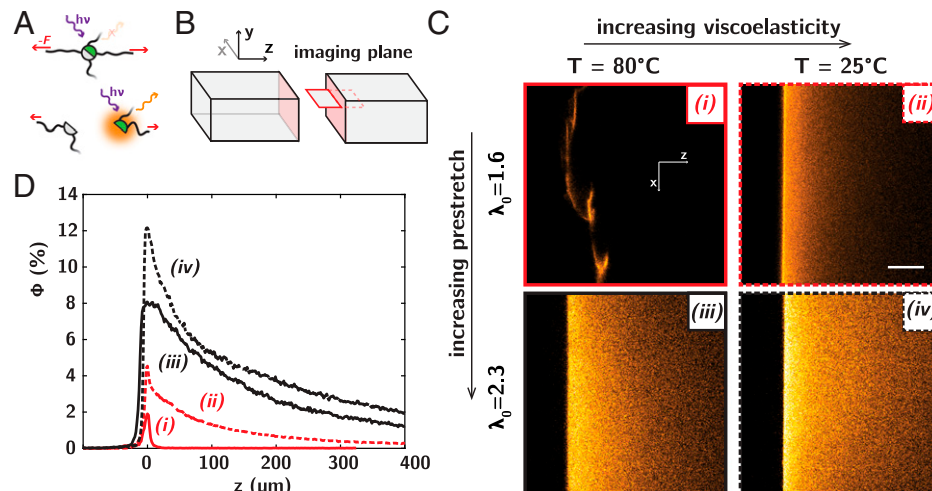 A
hν
-F
hν
B
y
x
z
imaging plane
C
increasing viscoelasticity
T = 80°C
T = 25°C
increasing prestretch
λ0=1.6
λ0=2.3
(i)
z
x
(ii)
(iii)
(iv)
D
Φ (%)
14
12
10
8
6
4
2
0
(iv)
(iii)
(ii)
(i)
0
100
200
300
400
z (um)